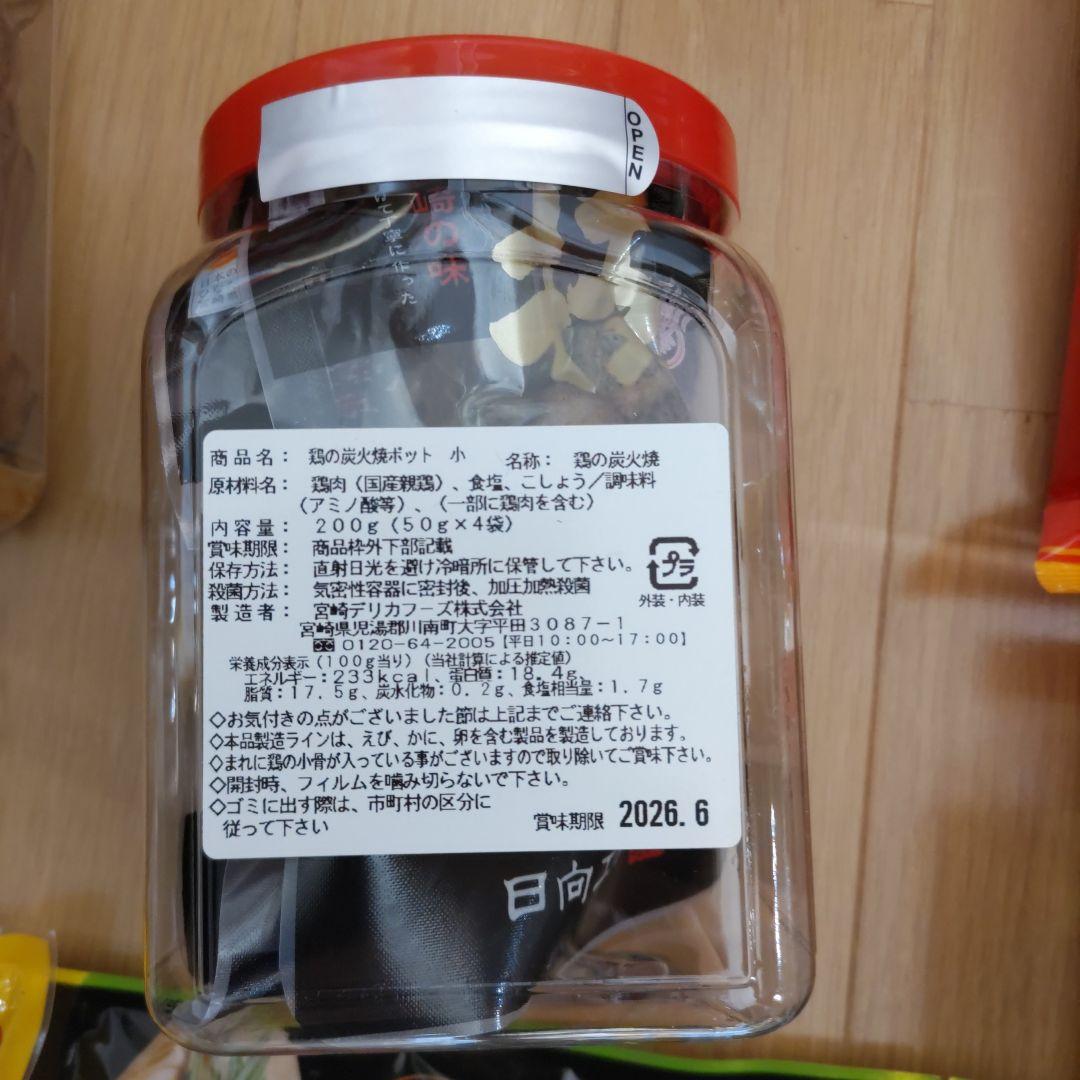 OPEN
崎の味
丁寧に作った
日本の
商品名： 鶏の炭火焼ポット 小 名称： 鶏の炭火焼
原材料名： 鶏肉（国産親鶏）、食塩、こしょう／調味料
（アミノ酸等）、（一部に鶏肉を含む）
内容量： 200g（50g×4袋）
賞味期限： 商品枠外下部記載
保存方法： 直射日光を避け冷暗所に保管して下さい。
殺菌方法： 気密性容器に密封後、加圧加熱殺菌
製造者： 宮崎デリカフーズ株式会社
宮崎県児湯郡川南町大字平田3087-1
0120-64-2005【平日10:00～17:00】
プラ
外装・内装
栄養成分表示（100g当り）（当社計算による推定値）
エネルギー：233kcal、蛋白質：18.4g、
脂質：17.5g、炭水化物：0.2g、食塩相当量：1.7g
◇お気付きの点がございました節は上記までご連絡下さい。
◇本品製造ラインは、えび、かに、卵を含む製品を製造しております。
◇まれに鶏の小骨が入っている事がございますので取り除いてご賞味下さい。
◇開封時、フィルムを噛み切らないで下さい。
◇ゴミに出す際は、市町村の区分に
従って下さい
賞味期限 2026.6
日向